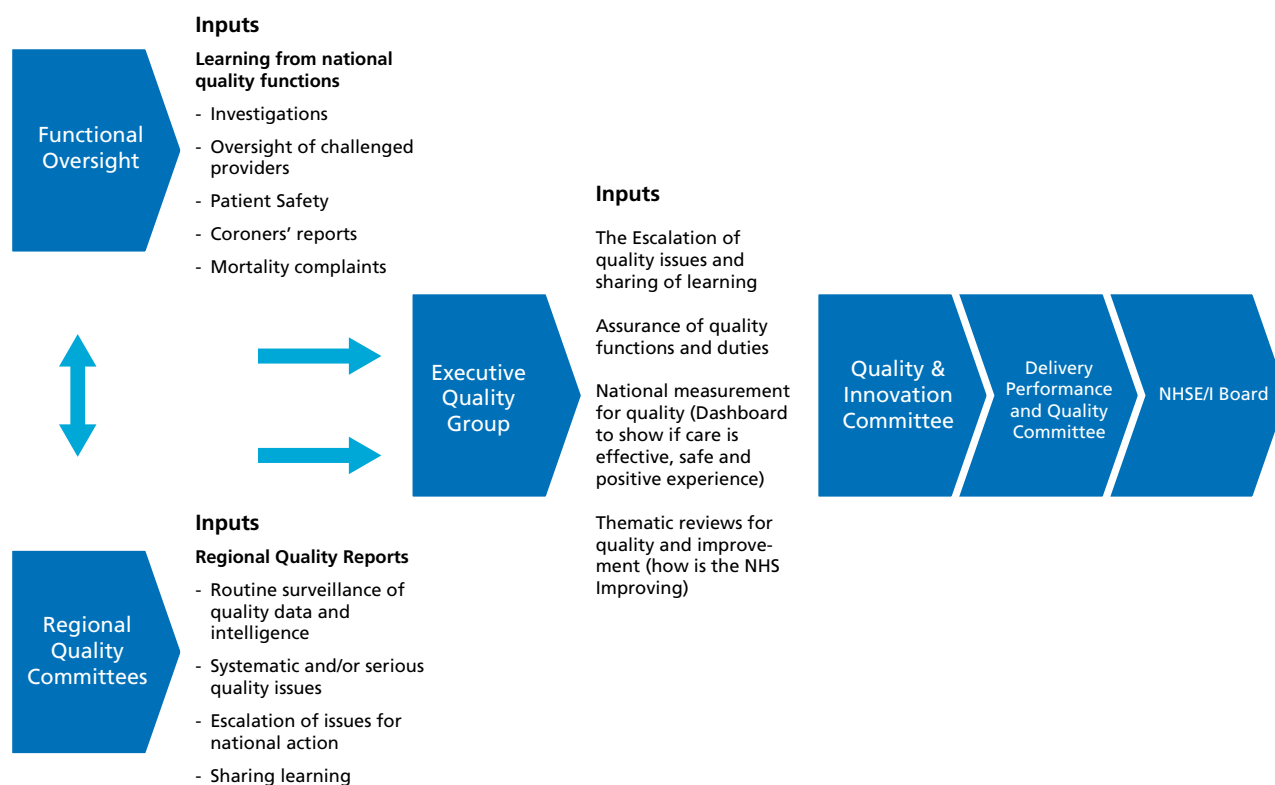 Inputs
Learning from national
quality functions
- Investigations
- Oversight of challenged
providers
- Patient Safety
- Coroners’ reports
- Mortality complaints
Functional
Oversight
Inputs
Regional Quality Reports
- Routine surveillance of
quality data and
intelligence
- Systematic and/or serious
quality issues
- Escalation of issues for
national action
- Sharing learning
Regional
Quality
Committees
Executive
Quality
Group
Inputs
The Escalation of
quality issues and
sharing of learning
Assurance of quality
functions and duties
National measurement
for quality (Dashboard
to show if care is
effective, safe and
positive experience)
Thematic reviews for
quality and improve-
ment (how is the NHS
Improving)
Quality &
Innovation
Committee
Delivery
Performance
and Quality
Committee
NHSE/I Board